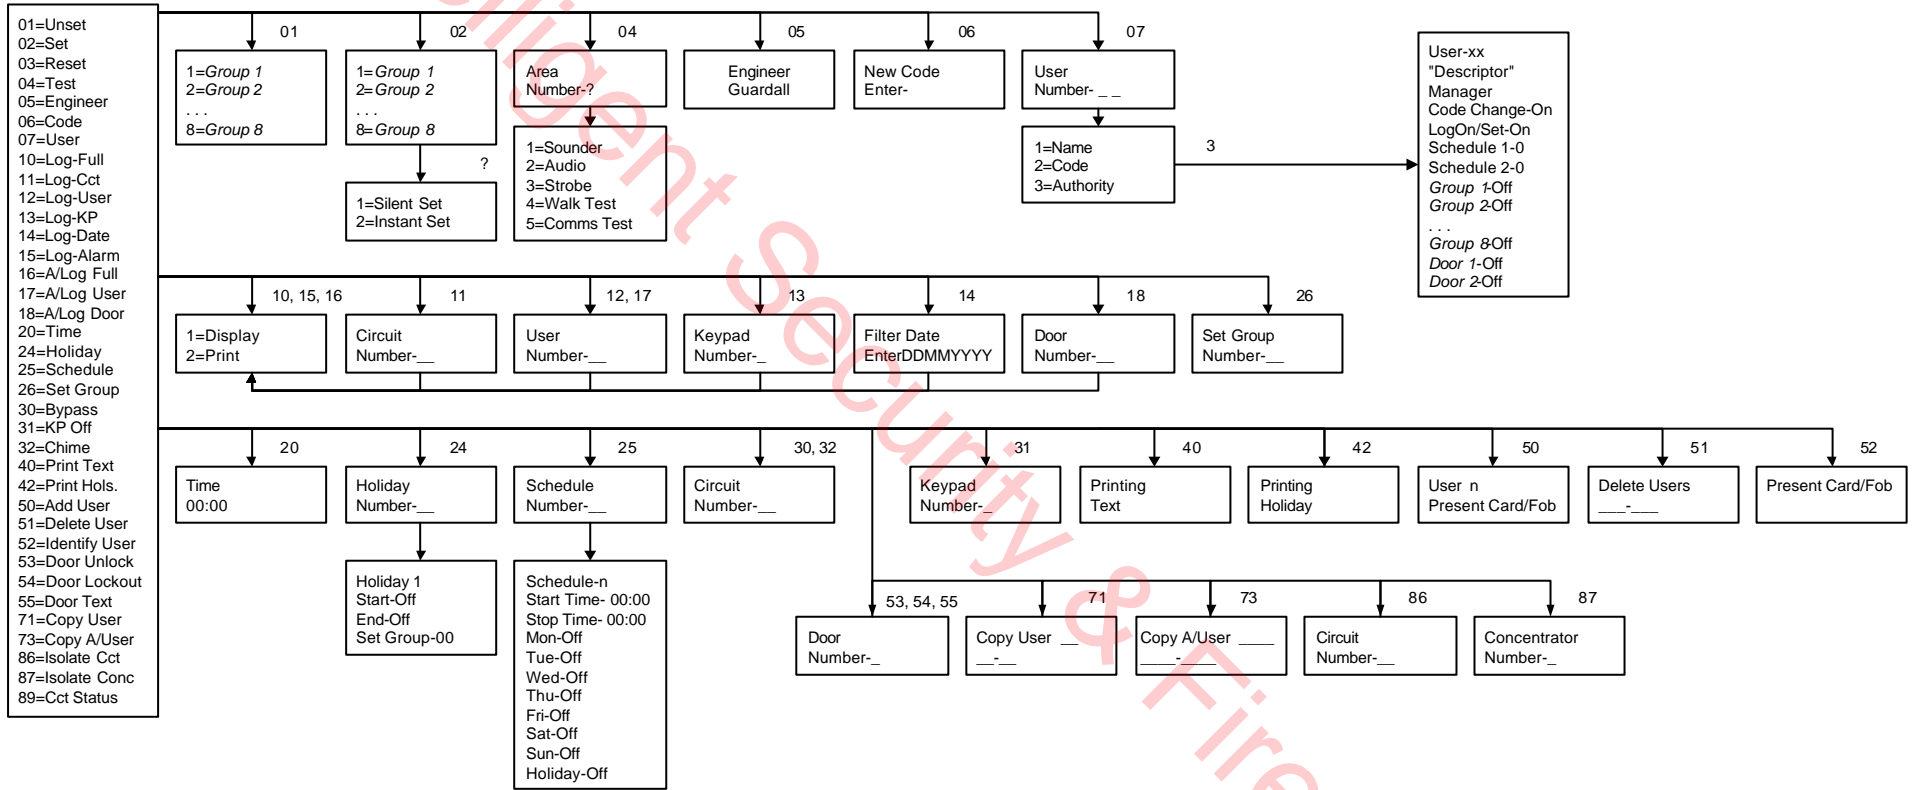 01=Unset
02=Set
03=Reset
04=Test
05=Engineer
06=Code
07=User
10=Log-Full
11=Log-Cct
12=Log-User
13=Log-KP
14=Log-Date
15=Log-Alarm
16=A/Log Full
17=A/Log User
18=A/Log Door
20=Time
24=Holiday
25=Schedule
26=Set Group
30=Bypass
31=KP Off
32=Chime
40=Print Text
42=Print Hols.
50=Add User
51=Delete User
52=Identify User
53=Door Unlock
54=Door Lockout
55=Door Text
71=Copy User
73=Copy A/User
86=Isolate Cct
87=Isolate Conc
89=Cct Status
01
1=Group 1
2=Group 2
. . .
8=Group 8
02
1=Group 1
2=Group 2
. . .
8=Group 8
?
1=Silent Set
2=Instant Set
04
Area
Number-?
1=Sounder
2=Audio
3=Strobe
4=Walk Test
5=Comms Test
05
Engineer
Guardall
06
New Code
Enter-
07
User
Number- _ _
1=Name
2=Code
3=Authority
3
User-xx
"Descriptor"
Manager
Code Change-On
LogOn/Set-On
Schedule 1-0
Schedule 2-0
Group 1-Off
Group 2-Off
. . .
Group 8-Off
Door 1-Off
Door 2-Off
10, 15, 16
1=Display
2=Print
11
Circuit
Number-__
12, 17
User
Number-__
13
Keypad
Number-_
14
Filter Date
EnterDDMMYYYY
18
Door
Number-__
26
Set Group
Number-__
20
Time
00:00
24
Holiday
Number-__
Holiday 1
Start-Off
End-Off
Set Group-00
25
Schedule
Number-__
Schedule-n
Start Time- 00:00
Stop Time- 00:00
Mon-Off
Tue-Off
Wed-Off
Thu-Off
Fri-Off
Sat-Off
Sun-Off
Holiday-Off
30, 32
Circuit
Number-__
31
Keypad
Number-_
40
Printing
Text
42
Printing
Holiday
50
User n
Present Card/Fob
51
Delete Users
___-___
52
Present Card/Fob
53, 54, 55
Door
Number-_
71
Copy User __
__-__
73
Copy A/User ____
____-____
86
Circuit
Number-__
87
Concentrator
Number-_
lligent Security & Fire